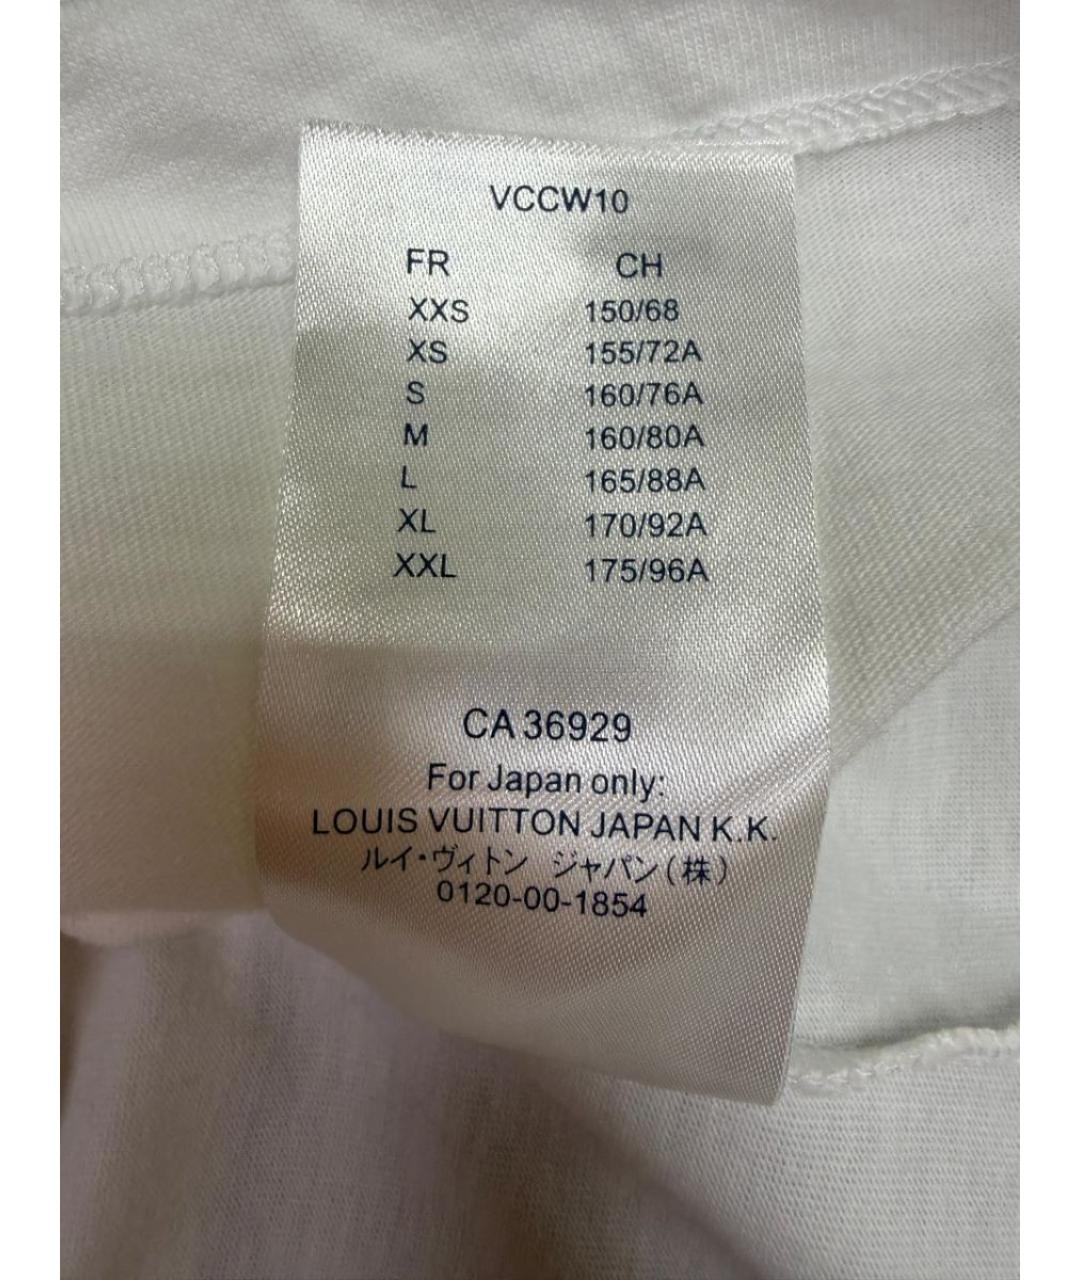 VCCW10
FR CH
XXS 150/68
XS 155/72A
S 160/76A
M 160/80A
L 165/88A
XL 170/92A
XXL 175/96A
CA 36929
For Japan only:
LOUIS VUITTON JAPAN K.K.
ルイ・ヴィトン ジャパン(株)
0120-00-1854